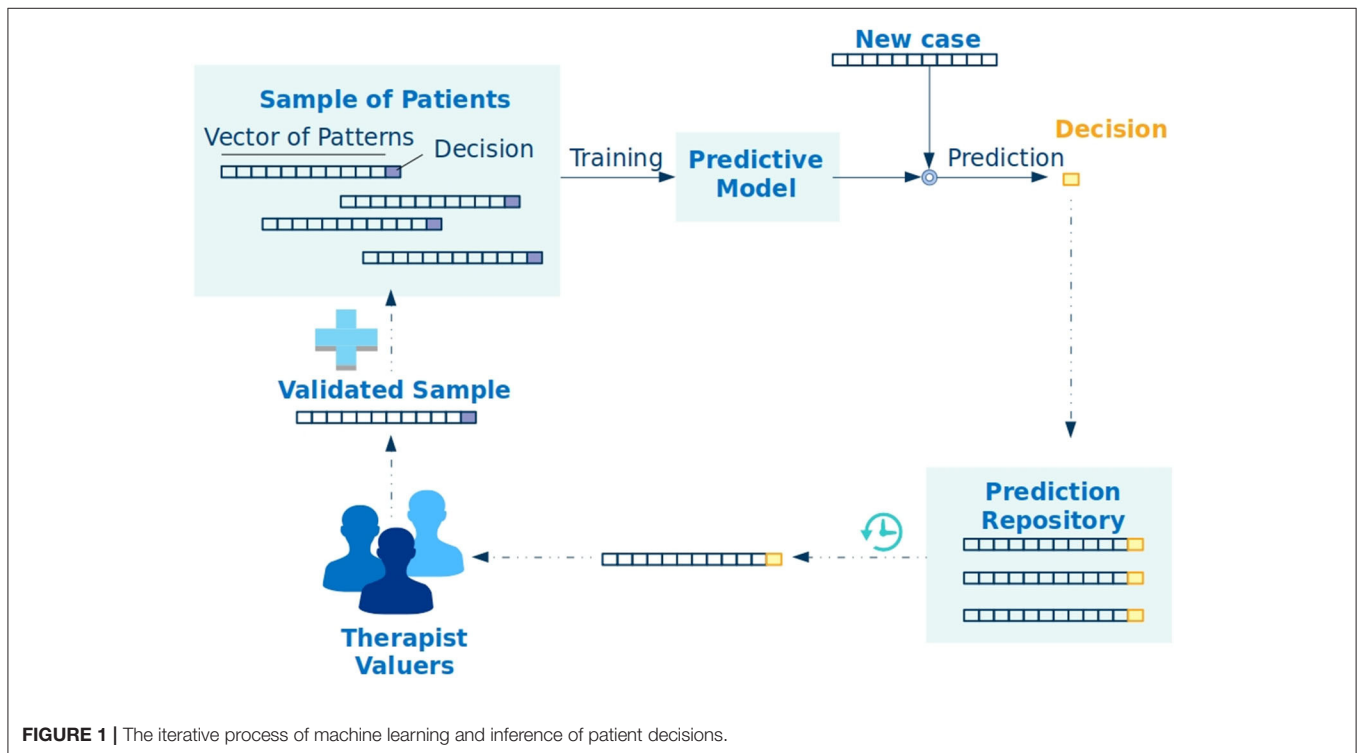 New case
Sample of Patients
Vector of Patterns
Decision
Training
Predictive
Model
Prediction
Decision
Validated Sample
Prediction
Repository
Therapist
Valuers
FIGURE 1 | The iterative process of machine learning and inference of patient decisions.